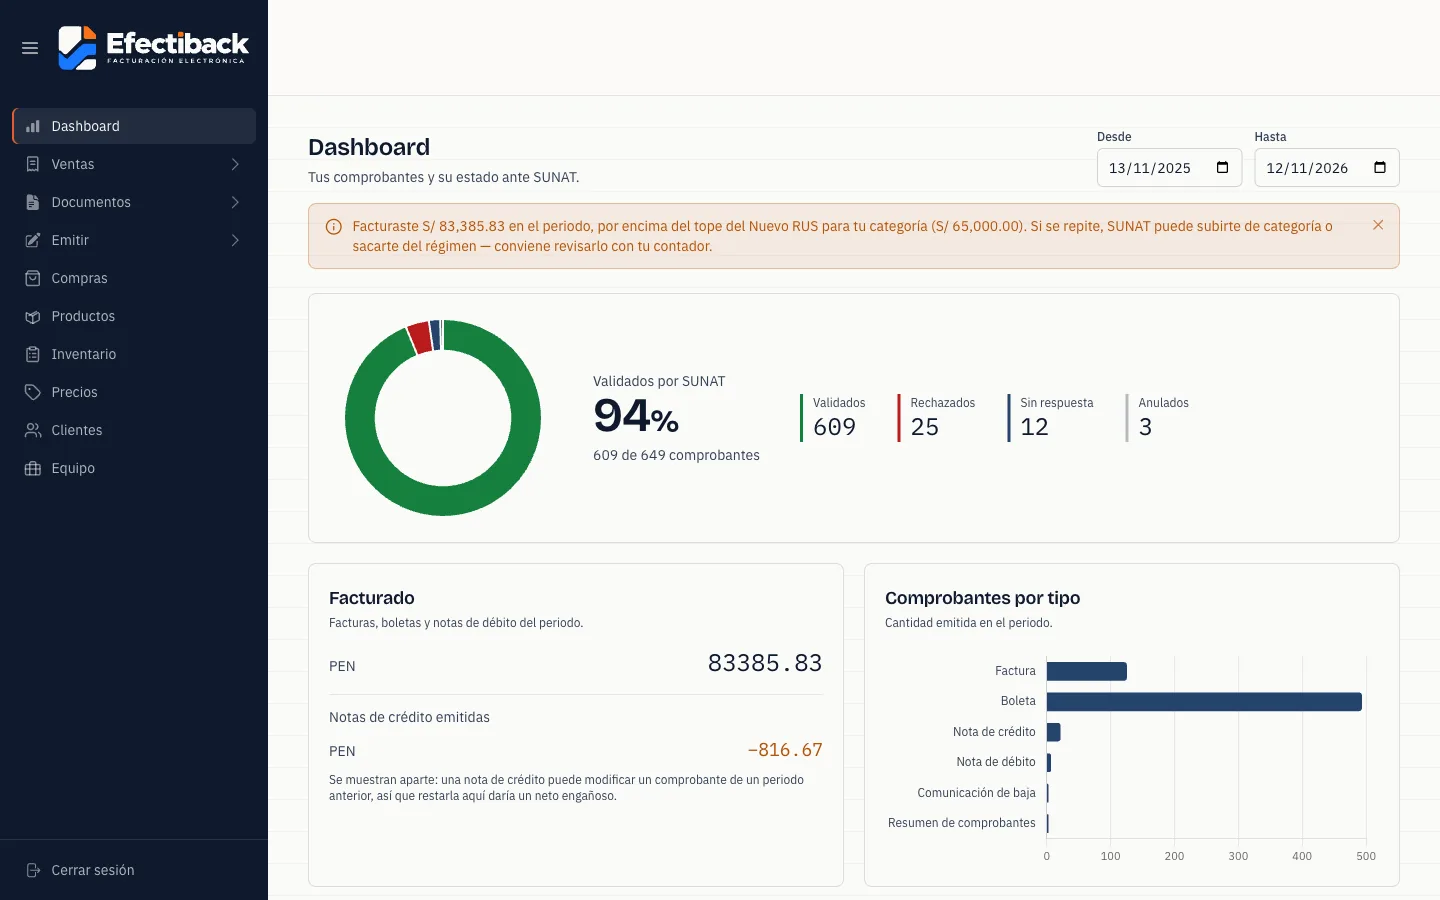 Efectiback
FACTURACIÓN ELECTRÓNICA
Dashboard
Ventas
Documentos
Emitir
Compras
Productos
Inventario
Precios
Clientes
Equipo
Cerrar sesión
Dashboard
Tus comprobantes y su estado ante SUNAT.
Desde
13/11/2025
Hasta
12/11/2026
Facturaste S/ 83,385.83 en el periodo, por encima del tope del Nuevo RUS para tu categoría (S/ 65,000.00). Si se repite, SUNAT puede subirte de categoría o
sacarte del régimen — conviene revisarlo con tu contador.
Validados por SUNAT
94%
609 de 649 comprobantes
Validados
609
Rechazados
25
Sin respuesta
12
Anulados
3
Facturado
Facturas, boletas y notas de débito del periodo.
PEN 83385.83
Notas de crédito emitidas
PEN −816.67
Se muestran aparte: una nota de crédito puede modificar un comprobante de un periodo
anterior, así que restarla aquí daría un neto engañoso.
Comprobantes por tipo
Cantidad emitida en el periodo.
Factura
Boleta
Nota de crédito
Nota de débito
Comunicación de baja
Resumen de comprobantes
0 100 200 300 400 500